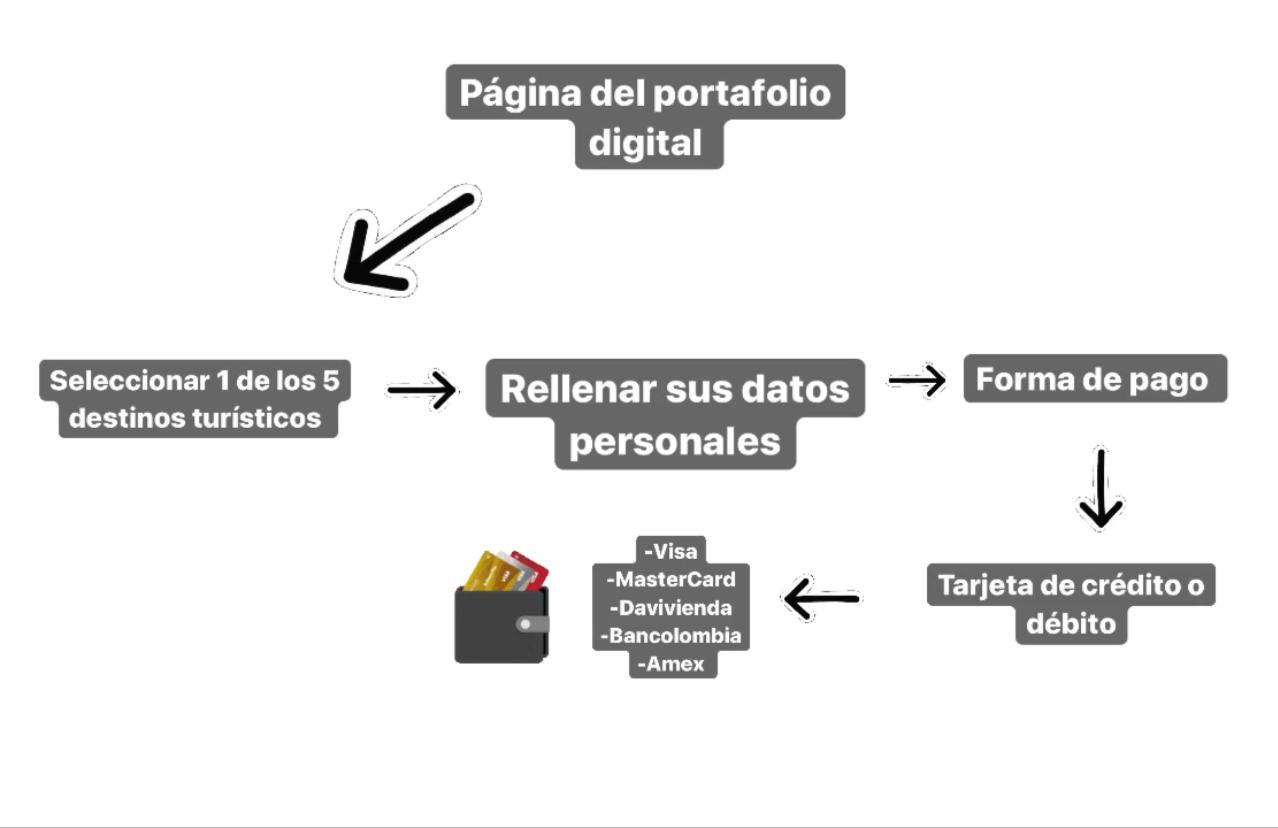 Página del portafolio
digital
Seleccionar 1 de los 5
destinos turísticos
Rellenar sus datos
personales
Forma de pago
Tarjeta de crédito o
débito
-Visa
-MasterCard
-Davivienda
-Bancolombia
-Amex